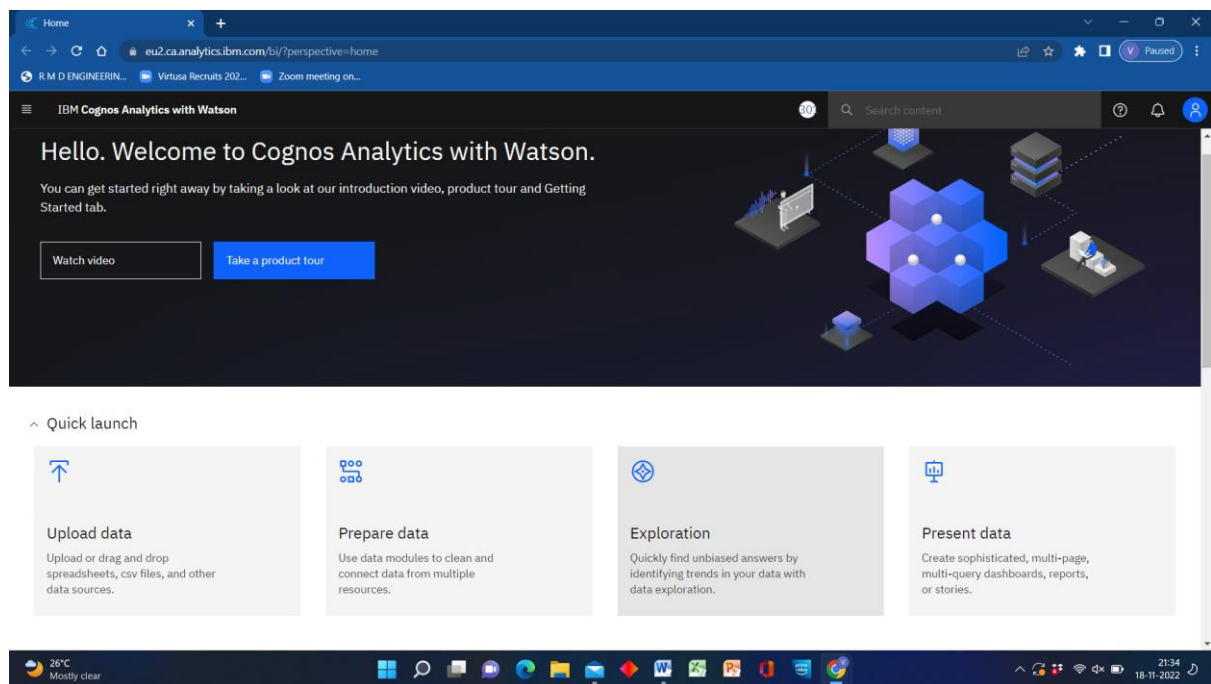 Home
eu2.ca.analytics.ibm.com/bi/?perspective=home
V Paused
R M D ENGINEERIN...
Virtusa Recruits 202...
Zoom meeting on...
IBM Cognos Analytics with Watson
30
Search content
Hello. Welcome to Cognos Analytics with Watson.
You can get started right away by taking a look at our introduction video, product tour and Getting
Started tab.
Watch video
Take a product tour
Quick launch
Upload data
Upload or drag and drop
spreadsheets, csv files, and other
data sources.
Prepare data
Use data modules to clean and
connect data from multiple
resources.
Exploration
Quickly find unbiased answers by
identifying trends in your data with
data exploration.
Present data
Create sophisticated, multi-page,
multi-query dashboards, reports,
or stories.
26°C
Mostly clear
21:34
18-11-2022